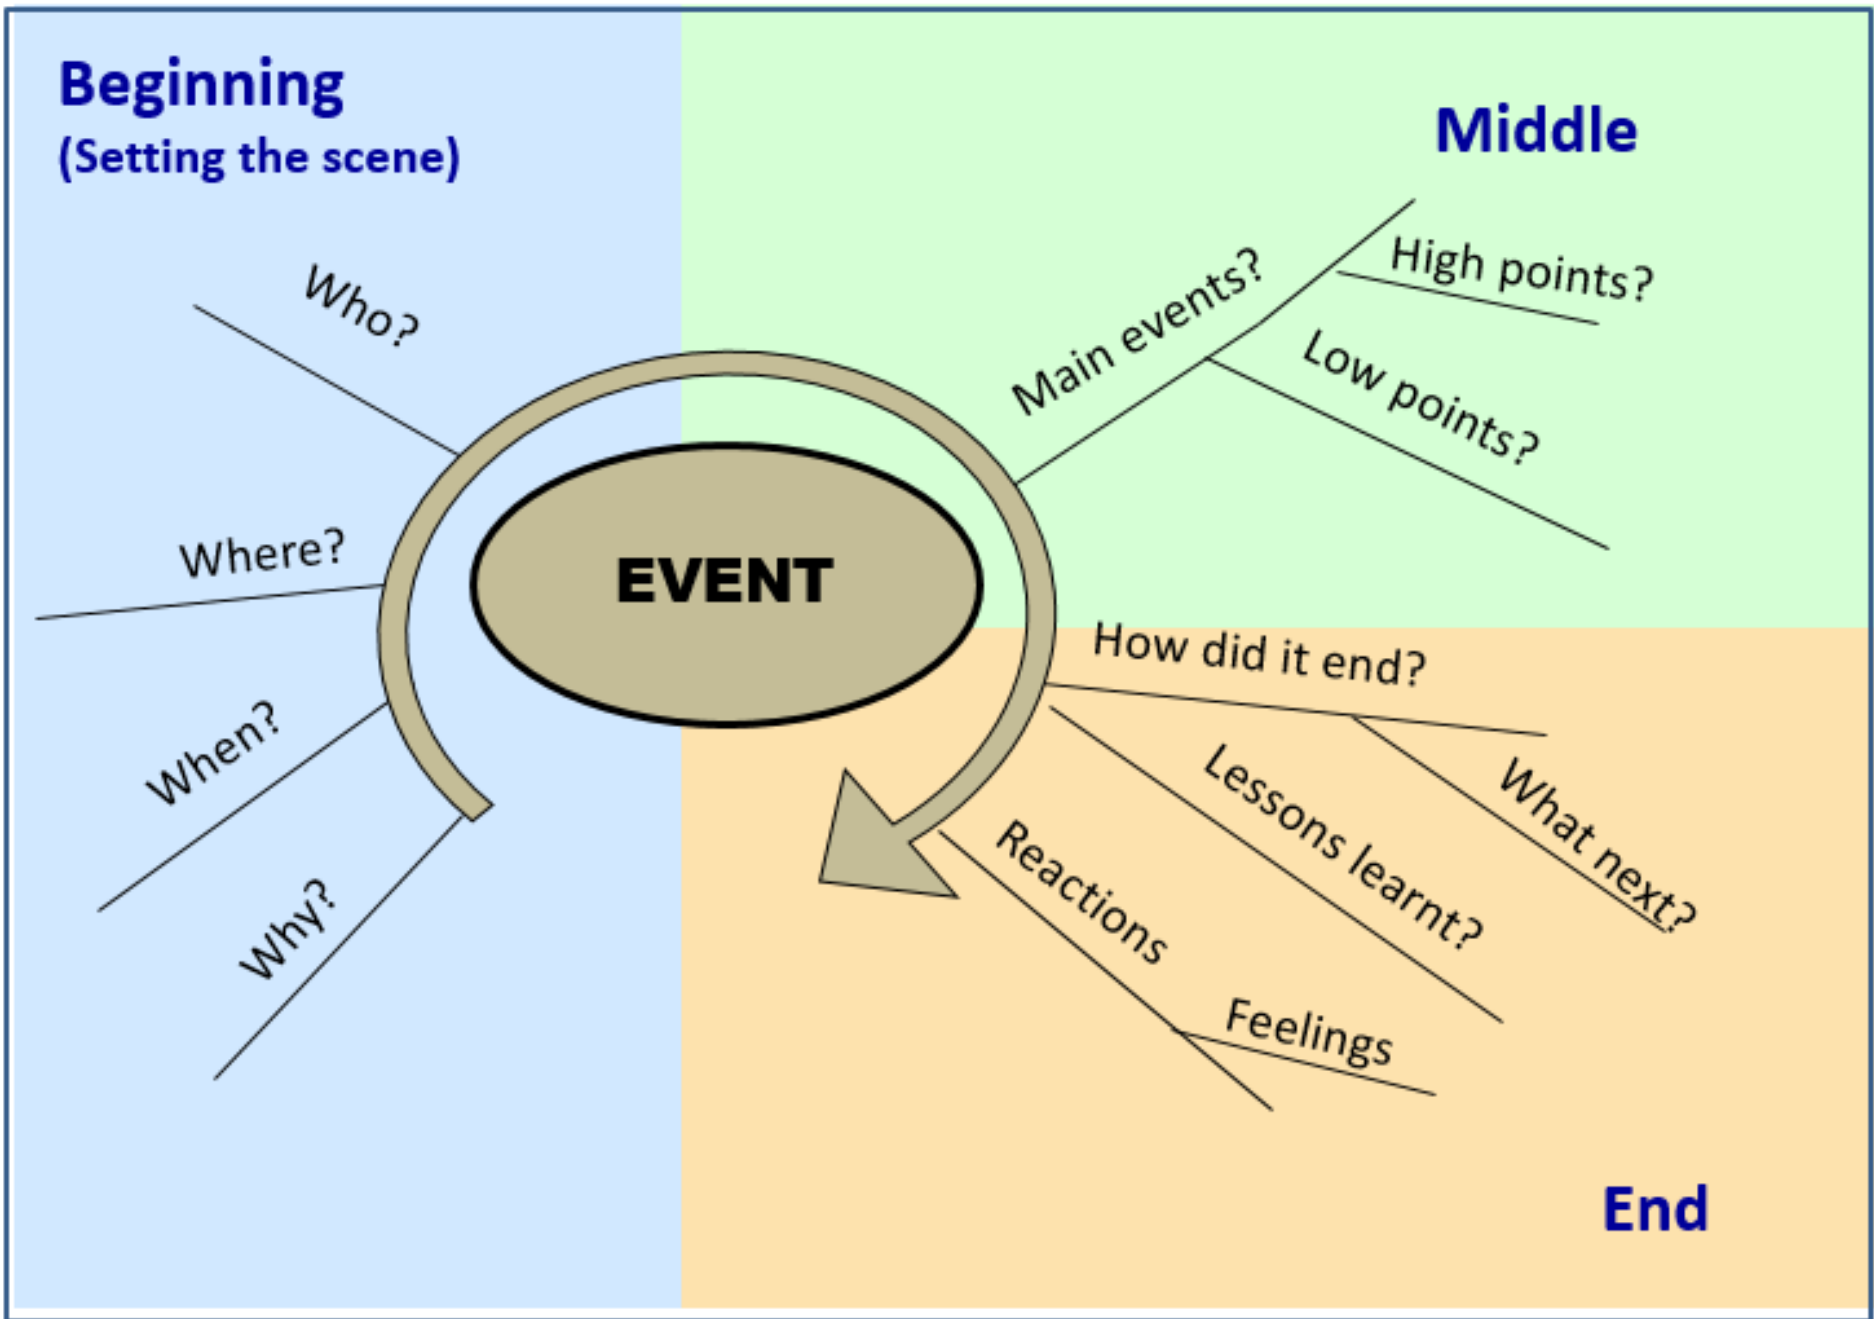 Beginning
(Setting the scene)
Who?
Where?
When?
Why?
EVENT
Middle
Main events?
High points?
Low points?
How did it end?
What next?
Lessons learnt?
Reactions
Feelings
End